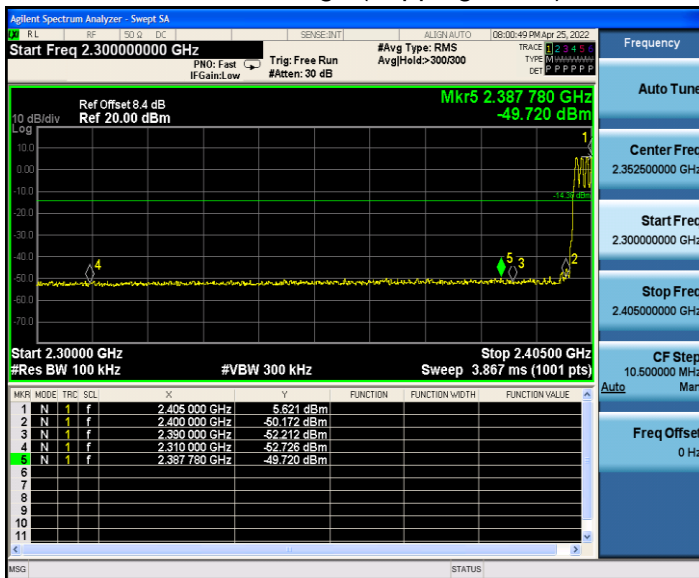 Agilent Spectrum Analyzer - Swept SA
LXI RL RF 50 Ω DC SENSE:INT ALIGN AUTO 08:00:49 PM Apr 25, 2022
Start Freq 2.300000000 GHz
PNO: Fast
IFGain:Low
Trig: Free Run
#Atten: 30 dB
#Avg Type: RMS
Avg|Hold:>300/300
TRACE 1 2 3 4 5 6
TYPE M
DET P P P P P P
Mkr5 2.387 780 GHz
-49.720 dBm
10 dB/div
Log
Ref Offset 8.4 dB
Ref 20.00 dBm
10.0
0.00
-10.0
-20.0
-30.0
-40.0
-50.0
-60.0
-70.0
1
4
5
3
2
Start 2.30000 GHz Stop 2.40500 GHz
#Res BW 100 kHz #VBW 300 kHz Sweep 3.867 ms (1001 pts)
MKR MODE TRC SCL X Y FUNCTION FUNCTION WIDTH FUNCTION VALUE
1 N 1 f 2.405 000 GHz 5.621 dBm
2 N 1 f 2.400 000 GHz -50.172 dBm
3 N 1 f 2.390 000 GHz -52.212 dBm
4 N 1 f 2.310 000 GHz -52.726 dBm
5 N 1 f 2.387 780 GHz -49.720 dBm
6
7
8
9
10
11
MSG STATUS
Frequency
Auto Tune
Center Freq
2.352500000 GHz
Start Freq
2.300000000 GHz
Stop Freq
2.405000000 GHz
CF Step
10.500000 MHz
Auto Man
Freq Offset
0 Hz